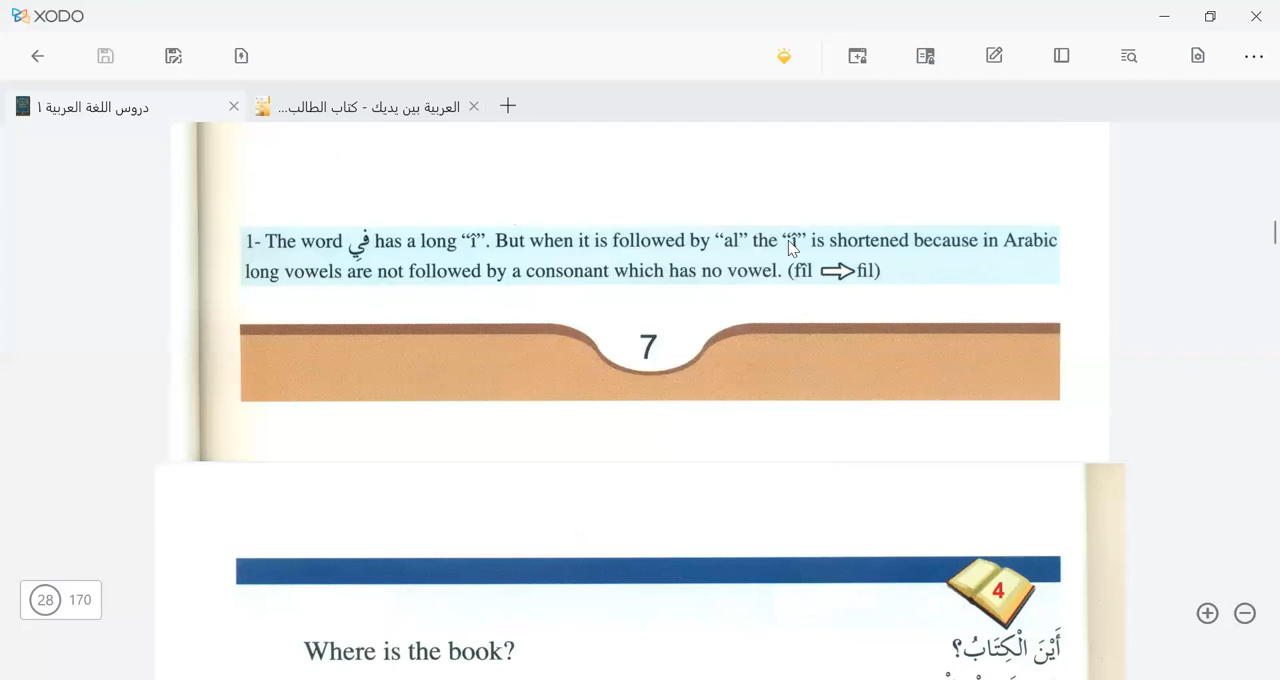 XODO
دروس اللغة العربية ١
العربية بين يديك - كتاب الطالب...
1- The word في has a long “î”. But when it is followed by “al” the “î” is shortened because in Arabic
long vowels are not followed by a consonant which has no vowel. (fîl ⇨ fil)
7
4
Where is the book?
أَيْنَ الْكِتَابُ؟
28 170